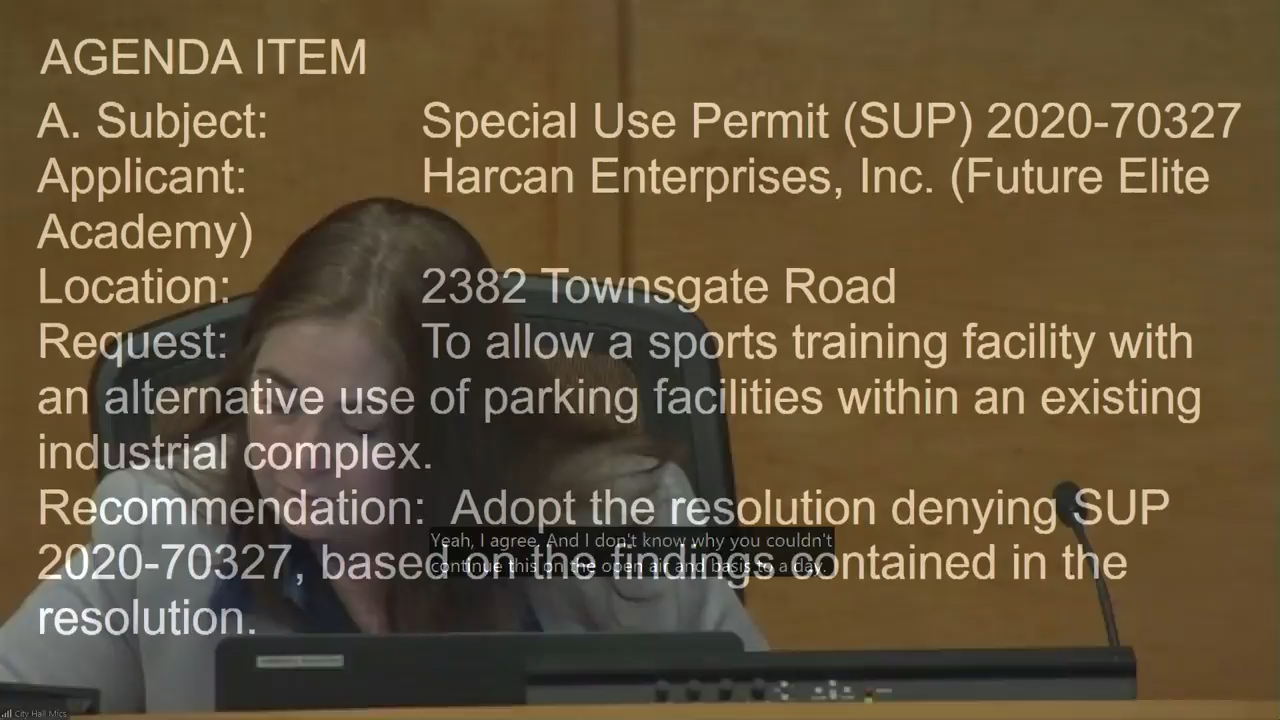 AGENDA ITEM
A. Subject: Special Use Permit (SUP) 2020-70327
Applicant: Harcan Enterprises, Inc. (Future Elite
Academy)
Location: 2382 Townsgate Road
Request: To allow a sports training facility with
an alternative use of parking facilities within an existing
industrial complex.
Recommendation: Adopt the resolution denying SUP
Yeah, I agree. And I don't know why you couldn't
2020-70327, based on the findings contained in the
continue this on the open air and basis to a day.
resolution.
City Hall Mics